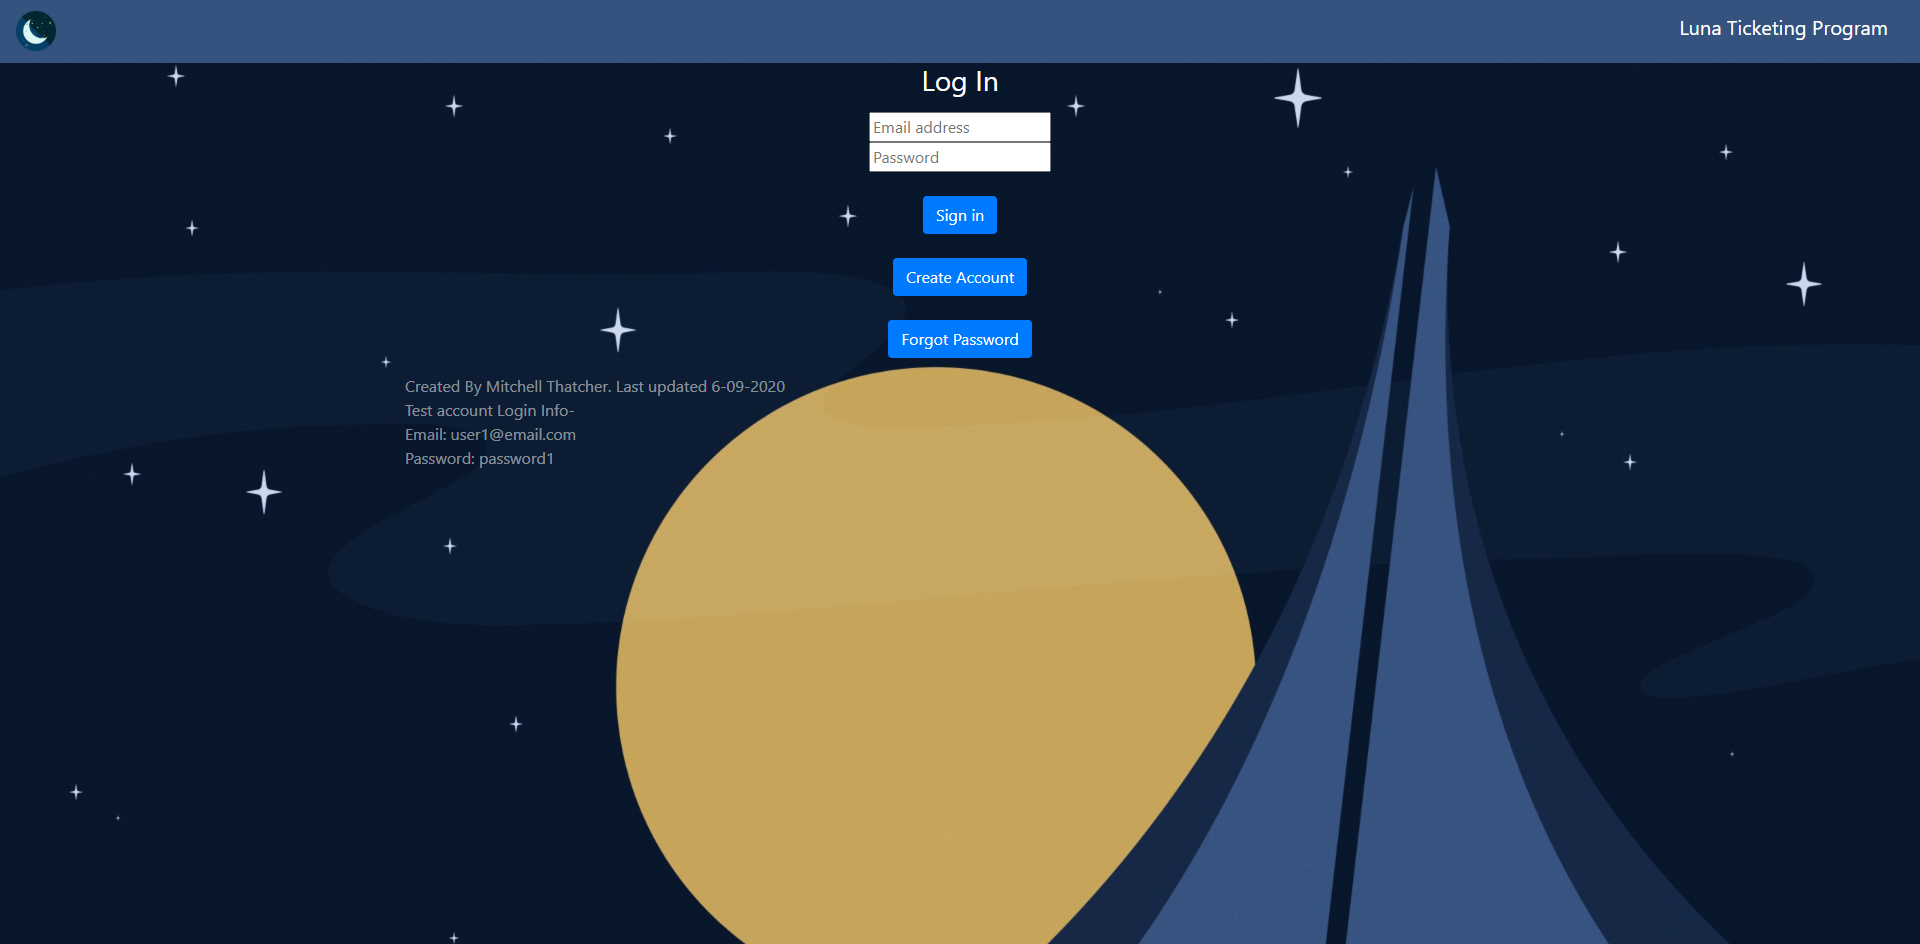 Luna Ticketing Program
Log In
Email address
Password
Sign in
Create Account
Forgot Password
Created By Mitchell Thatcher. Last updated 6-09-2020
Test account Login Info-
Email: user1@email.com
Password: password1